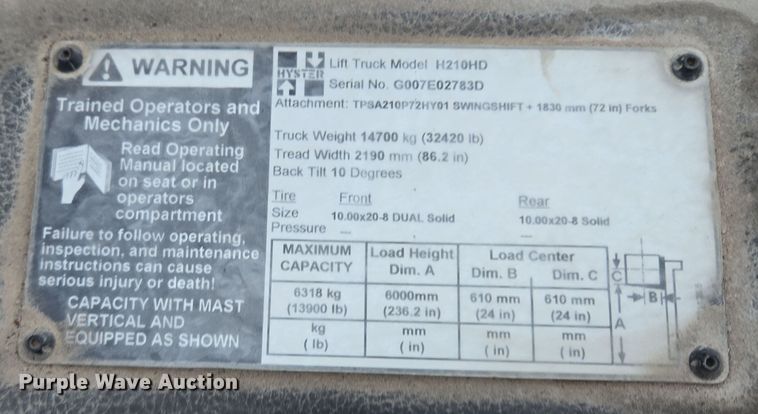 WARNING
Trained Operators and
Mechanics Only
Read Operating
Manual located
on seat or in
operators
compartment
Failure to follow operating,
inspection, and maintenance
instructions can cause
serious injury or death!
CAPACITY WITH MAST
VERTICAL AND
EQUIPPED AS SHOWN
HYSTER
Lift Truck Model H210HD
Serial No. G007E02783D
Attachment: TPSA210P72HY01 SWINGSHIFT + 1830 mm (72 in) Forks
Truck Weight 14700 kg (32420 lb)
Tread Width 2190 mm (86.2 in)
Back Tilt 10 Degrees
Tire Front Rear
Size 10.00x20-8 DUAL Solid 10.00x20-8 Solid
Pressure — —
MAXIMUM Load Height Load Center
CAPACITY Dim. A Dim. B Dim. C
6318 kg 6000mm 610 mm 610 mm
(13900 lb) (236.2 in) (24 in) (24 in)
kg mm mm mm
( lb) ( in) ( in) ( in)
C
B
A
Purple Wave Auction